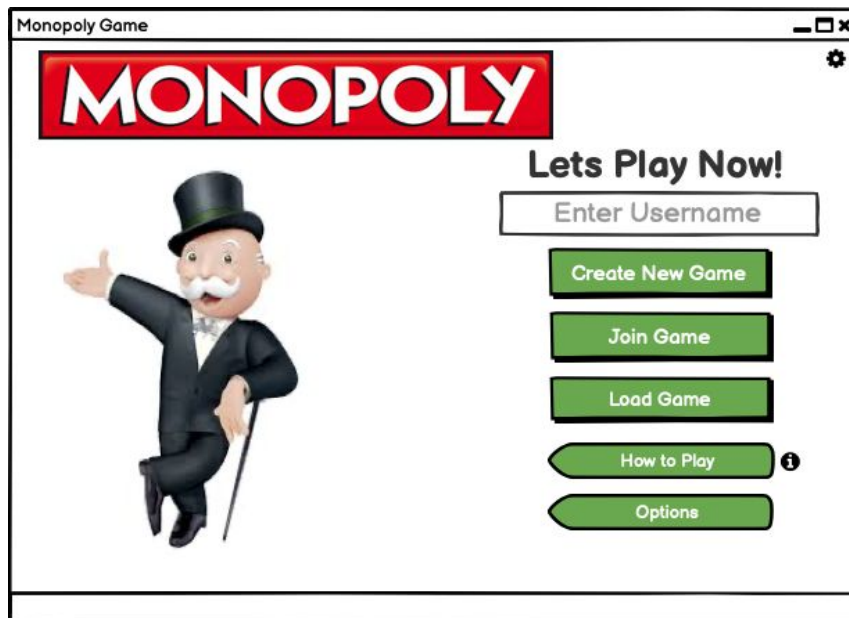 Monopoly Game
MONOPOLY
Lets Play Now!
Enter Username
Create New Game
Join Game
Load Game
How to Play
Options